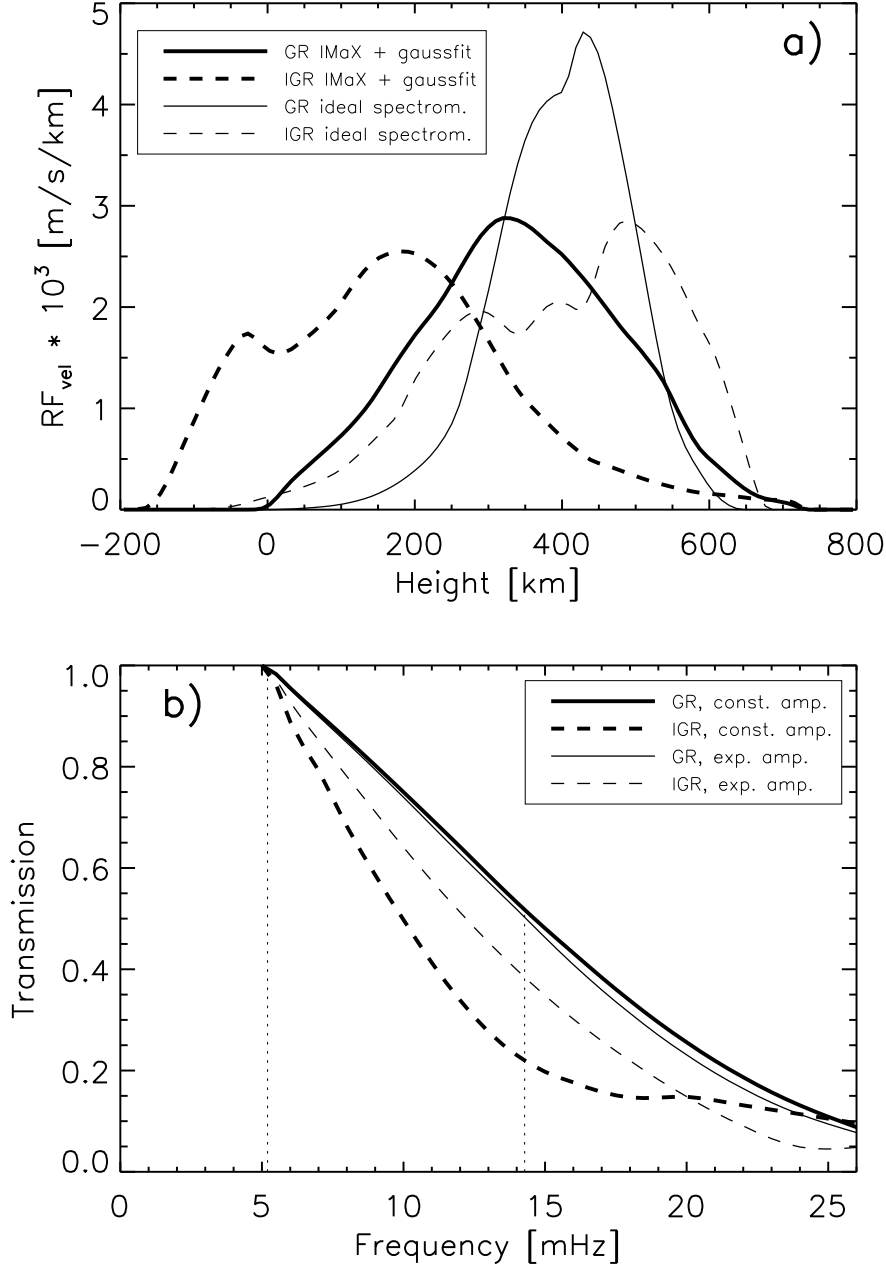 5
4
3
2
1
0
RFvel * 10³ [m/s/km]
GR IMaX + gaussfit
IGR IMaX + gaussfit
GR ideal spectrom.
IGR ideal spectrom.
a)
−200 0 200 400 600 800
Height [km]
1.0
0.8
0.6
0.4
0.2
0.0
Transmission
b)
GR, const. amp.
IGR, const. amp.
GR, exp. amp.
IGR, exp. amp.
0 5 10 15 20 25
Frequency [mHz]